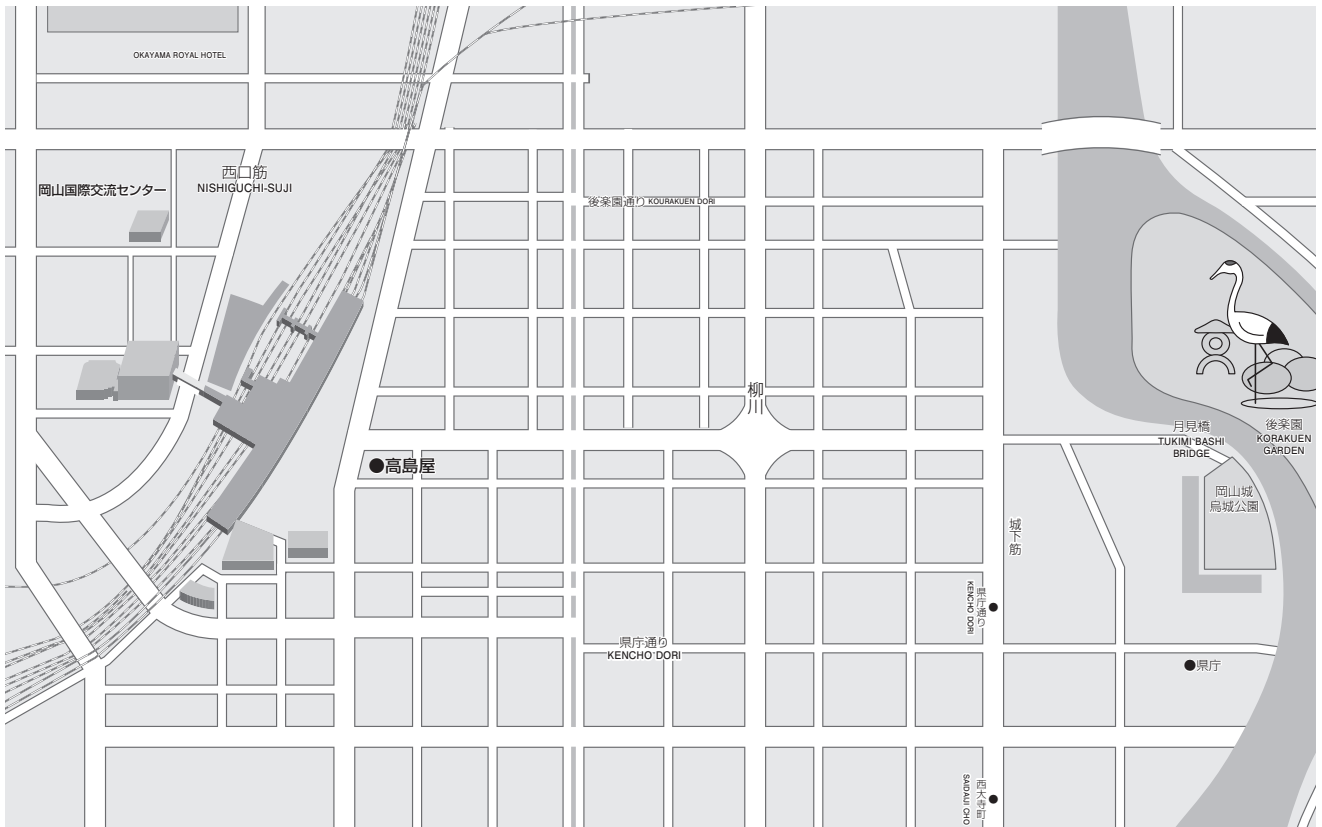 OKAYAMA ROYAL HOTEL
岡山国際交流センター
西口筋
NISHIGUCHI-SUJI
後楽園通り KOURAKUEN DORI
柳川
高島屋
月見橋
TUKIMI BASHI
BRIDGE
後楽園
KORAKUEN
GARDEN
岡山城
烏城公園
城下筋
県庁通り
KENCHO DORI
県庁通り
KENCHO DORI
県庁
西大寺町
SAIDAIJI CHO